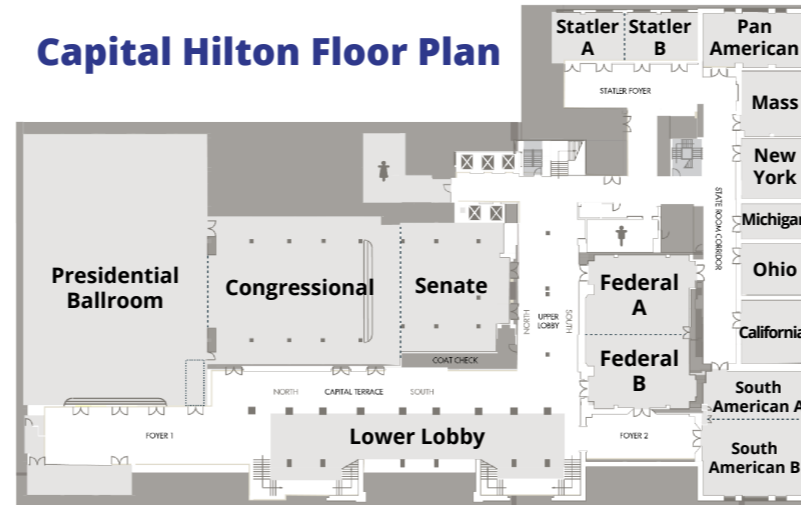 Capital Hilton Floor Plan
Statler
A
Statler
B
Pan
American
STATLER FOYER
Mass
New
York
STATE ROOM CORRIDOR
Michigan
Ohio
California
Presidential
Ballroom
Congressional
Senate
Federal
A
Federal
B
UPPER
LOBBY
SOUTH
COAT CHECK
NORTH
CAPITAL TERRACE
SOUTH
South
American A
South
American B
FOYER 1
Lower Lobby
FOYER 2